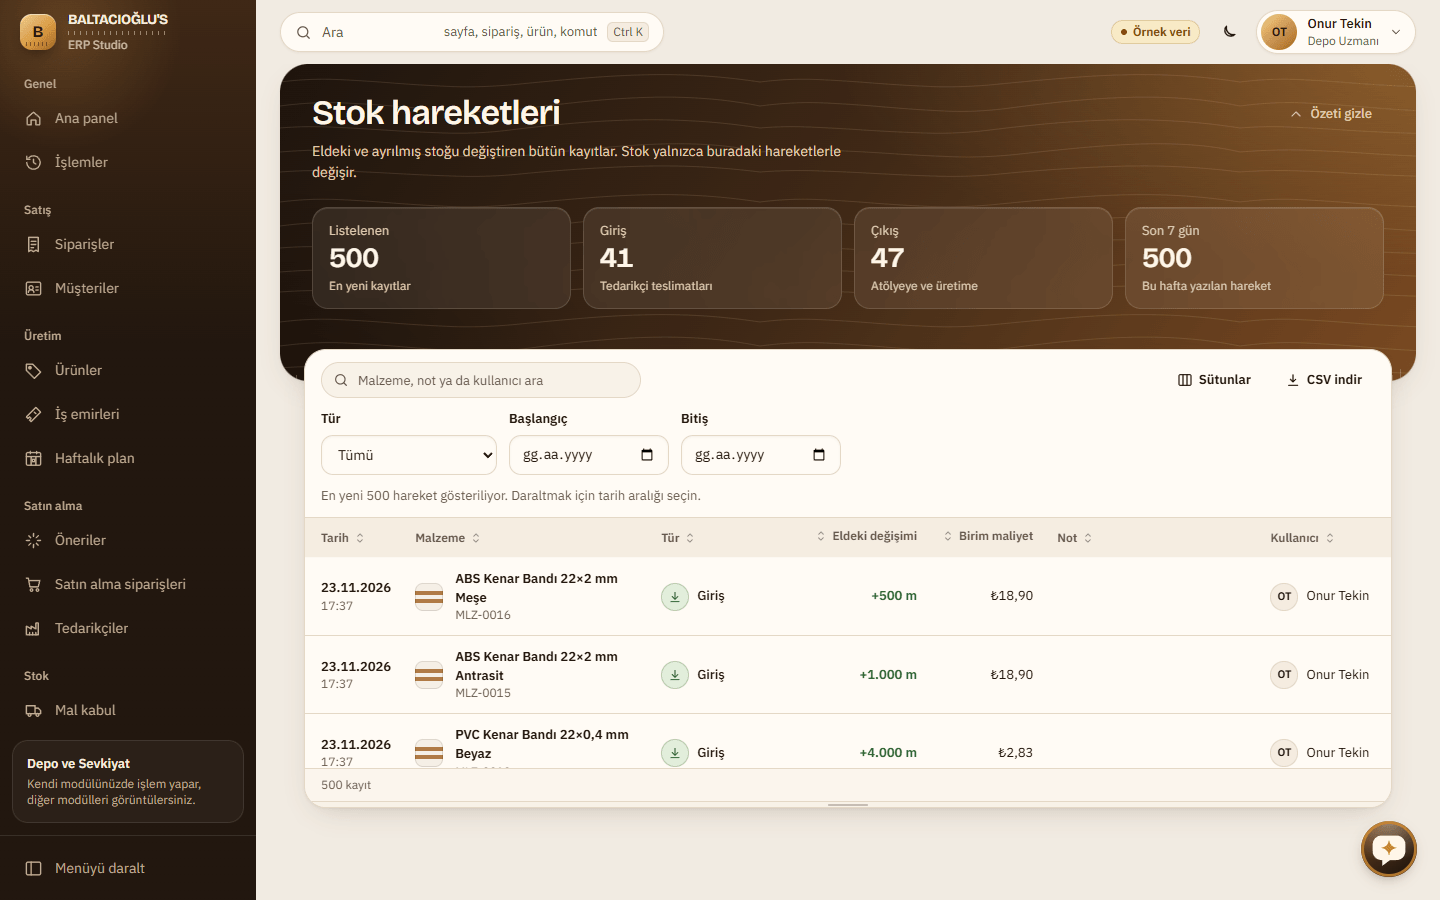 B
BALTACIOĞLU'S
ERP Studio
Genel
Ana panel
İşlemler
Satış
Siparişler
Müşteriler
Üretim
Ürünler
İş emirleri
Haftalık plan
Satın alma
Öneriler
Satın alma siparişleri
Tedarikçiler
Stok
Mal kabul
Depo ve Sevkiyat
Kendi modülünüzde işlem yapar,
diğer modülleri görüntülersiniz.
Menüyü daralt
Ara sayfa, sipariş, ürün, komut Ctrl K
Örnek veri
OT
Onur Tekin
Depo Uzmanı
Stok hareketleri
Özeti gizle
Eldeki ve ayrılmış stoğu değiştiren bütün kayıtlar. Stok yalnızca buradaki hareketlerle
değişir.
Listelenen
500
En yeni kayıtlar
Giriş
41
Tedarikçi teslimatları
Çıkış
47
Atölyeye ve üretime
Son 7 gün
500
Bu hafta yazılan hareket
Malzeme, not ya da kullanıcı ara
Sütunlar
CSV indir
Tür Başlangıç Bitiş
Tümü gg.aa.yyyy gg.aa.yyyy
En yeni 500 hareket gösteriliyor. Daraltmak için tarih aralığı seçin.
Tarih Malzeme Tür Eldeki değişimi Birim maliyet Not Kullanıcı
23.11.2026
17:37
ABS Kenar Bandı 22×2 mm
Meşe
MLZ-0016
Giriş +500 m ₺18,90 OT Onur Tekin
23.11.2026
17:37
ABS Kenar Bandı 22×2 mm
Antrasit
MLZ-0015
Giriş +1.000 m ₺18,90 OT Onur Tekin
23.11.2026
17:37
PVC Kenar Bandı 22×0,4 mm
Beyaz
Giriş +4.000 m ₺2,83 OT Onur Tekin
500 kayıt